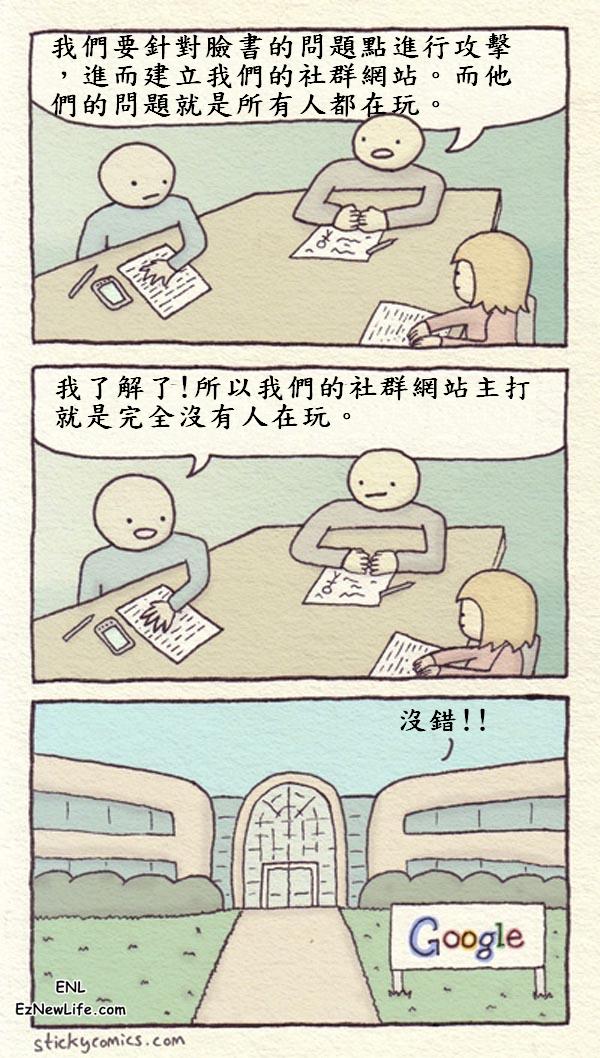 我們要針對臉書的問題點進行攻擊
，進而建立我們的社群網站。而他
們的問題就是所有人都在玩。
我了解了!所以我們的社群網站主打
就是完全沒有人在玩。
沒錯!!
Google
ENL
EzNewLife.com
stickycomics.com